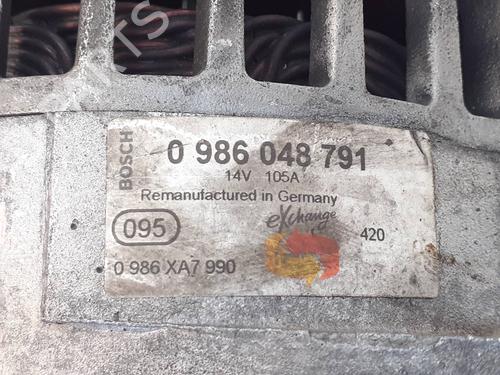 BOSCH
0 986 048 791
14V 105A
Remanufactured in Germany
eXchange
095
420
0 986 XA7 990